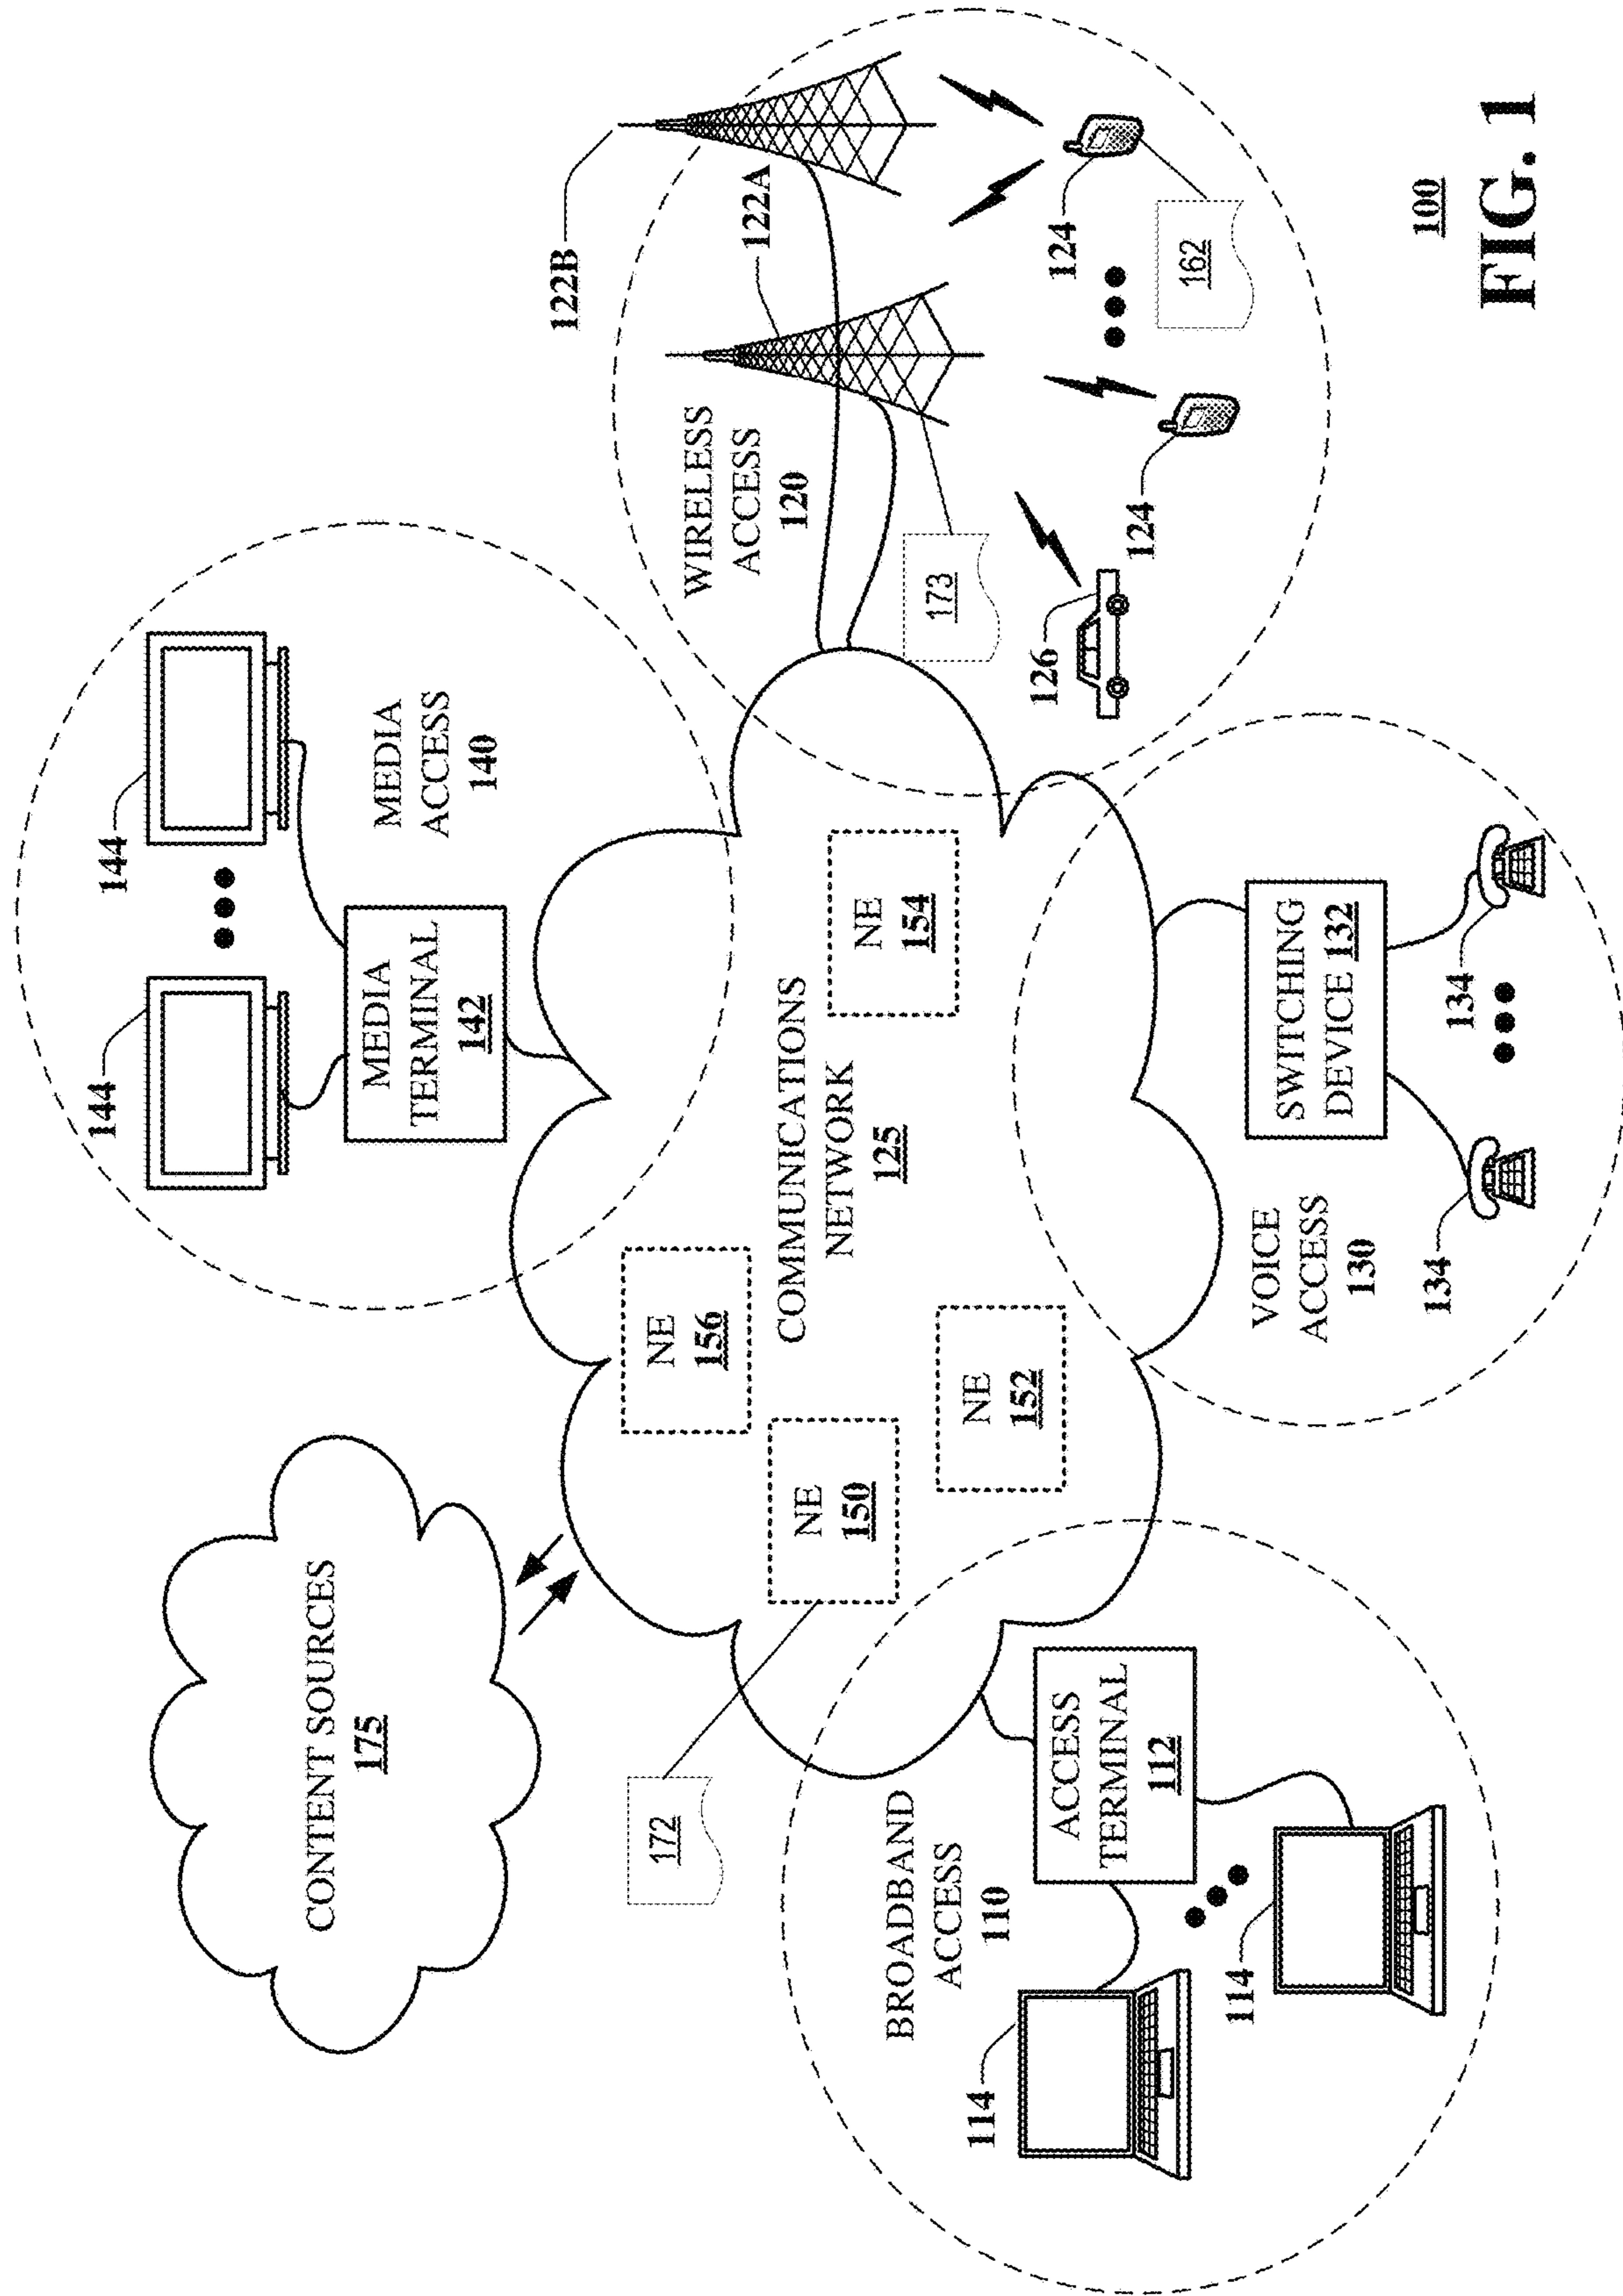 CONTENT SOURCES
175
144
144
MEDIA
TERMINAL
142
MEDIA
ACCESS
140
122B
122A
WIRELESS
ACCESS
120
173
126
124
124
162
172
NE
156
NE
150
NE
152
NE
154
COMMUNICATIONS
NETWORK
125
BROADBAND
ACCESS
110
ACCESS
TERMINAL
112
114
114
VOICE
ACCESS
130
SWITCHING
DEVICE 132
134
134
100
FIG. 1